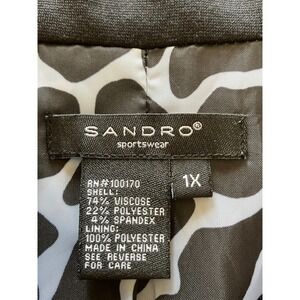 SANDRO®
sportswear
1X
RN#100170
SHELL:
74% VISCOSE
22% POLYESTER
4% SPANDEX
LINING:
100% POLYESTER
MADE IN CHINA
SEE REVERSE
FOR CARE